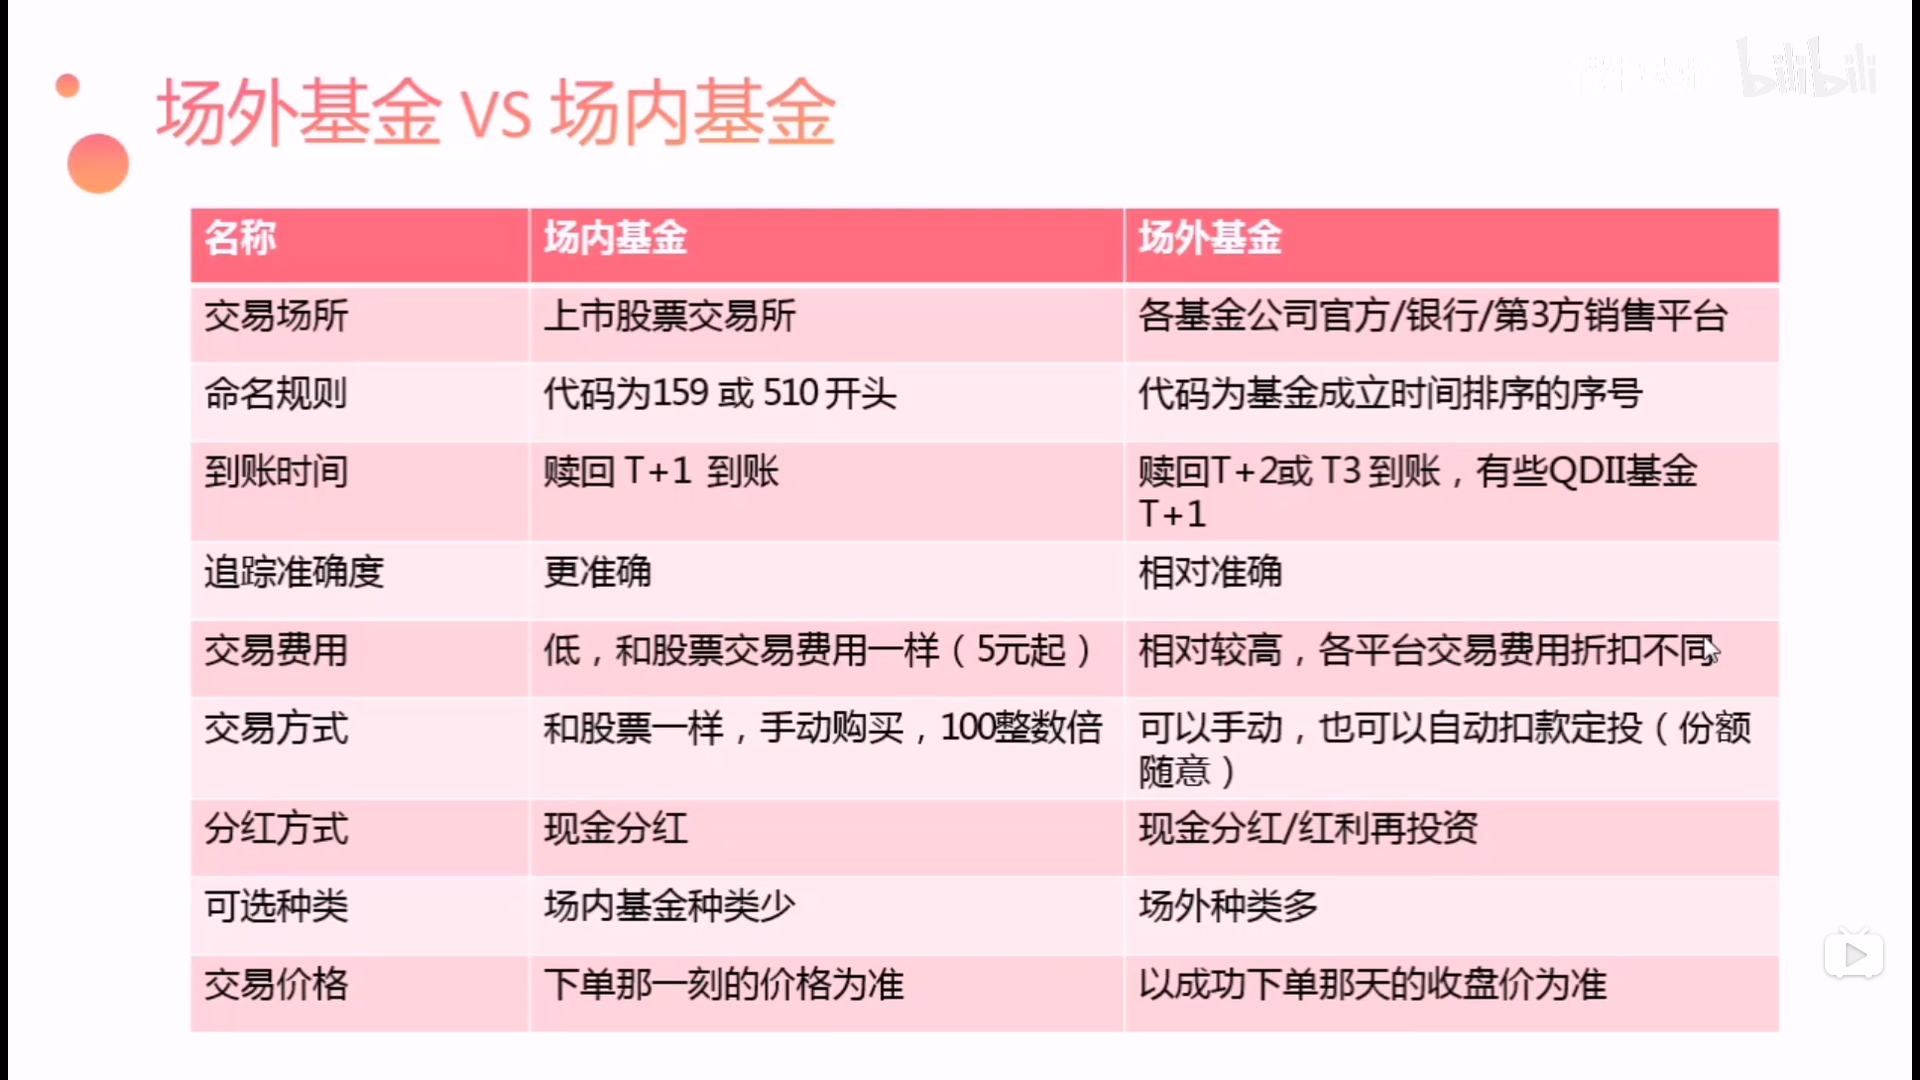 bilibili
场外基金 VS 场内基金
名称 场内基金 场外基金
交易场所 上市股票交易所 各基金公司官方/银行/第3方销售平台
命名规则 代码为159 或 510 开头 代码为基金成立时间排序的序号
到账时间 赎回 T+1 到账 赎回T+2或 T3 到账，有些QDII基金
T+1
追踪准确度 更准确 相对准确
交易费用 低，和股票交易费用一样（5元起） 相对较高，各平台交易费用折扣不同
交易方式 和股票一样，手动购买，100整数倍 可以手动，也可以自动扣款定投（份额
随意）
分红方式 现金分红 现金分红/红利再投资
可选种类 场内基金种类少 场外种类多
交易价格 下单那一刻的价格为准 以成功下单那天的收盘价为准